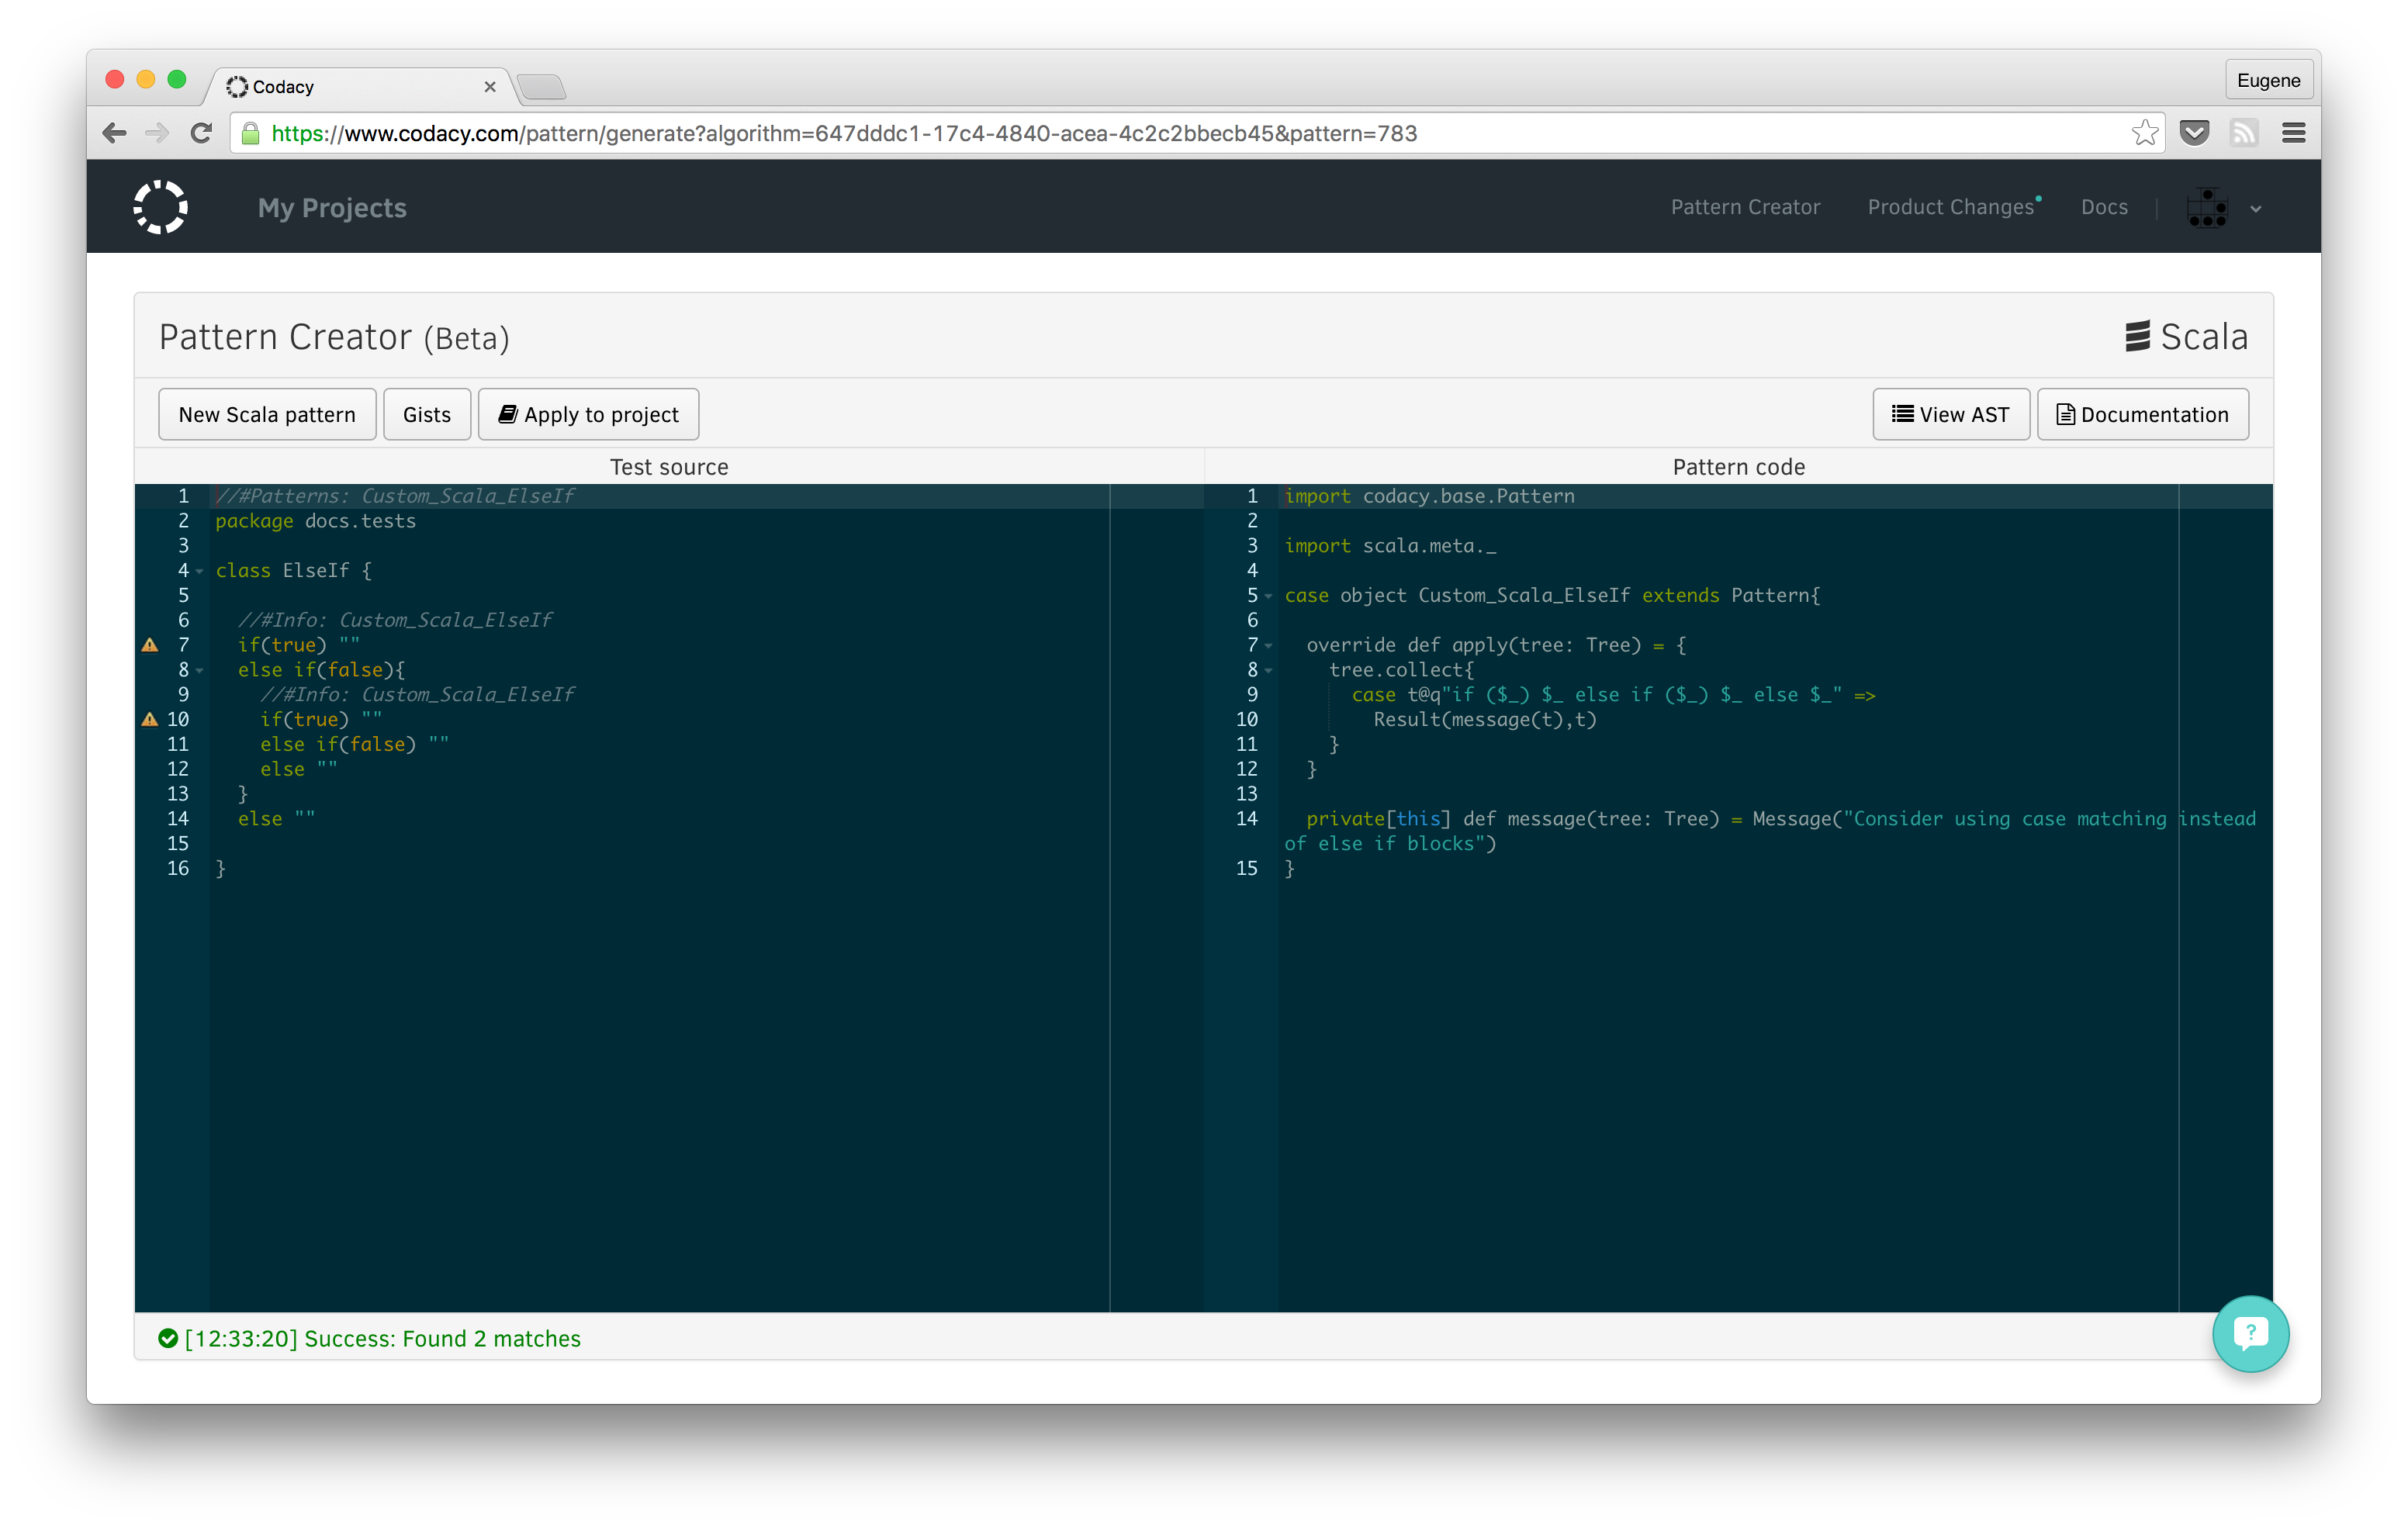 Codacy
Eugene
https://www.codacy.com/pattern/generate?algorithm=647dddc1-17c4-4840-acea-4c2c2bbecb45&pattern=783
My Projects
Pattern Creator
Product Changes
Docs
Pattern Creator (Beta)
Scala
New Scala pattern
Gists
Apply to project
View AST
Documentation
Test source
1 //#Patterns: Custom_Scala_ElseIf
2 package docs.tests
3
4 class ElseIf {
5
6   //#Info: Custom_Scala_ElseIf
7   if(true) ""
8   else if(false){
9     //#Info: Custom_Scala_ElseIf
10     if(true) ""
11     else if(false) ""
12     else ""
13   }
14   else ""
15
16 }
Pattern code
1 import codacy.base.Pattern
2
3 import scala.meta._
4
5 case object Custom_Scala_ElseIf extends Pattern{
6
7   override def apply(tree: Tree) = {
8     tree.collect{
9       case t@q"if ($_) $_ else if ($_) $_ else $_" =>
10         Result(message(t),t)
11     }
12   }
13
14   private[this] def message(tree: Tree) = Message("Consider using case matching instead
of else if blocks")
15 }
[12:33:20] Success: Found 2 matches
?